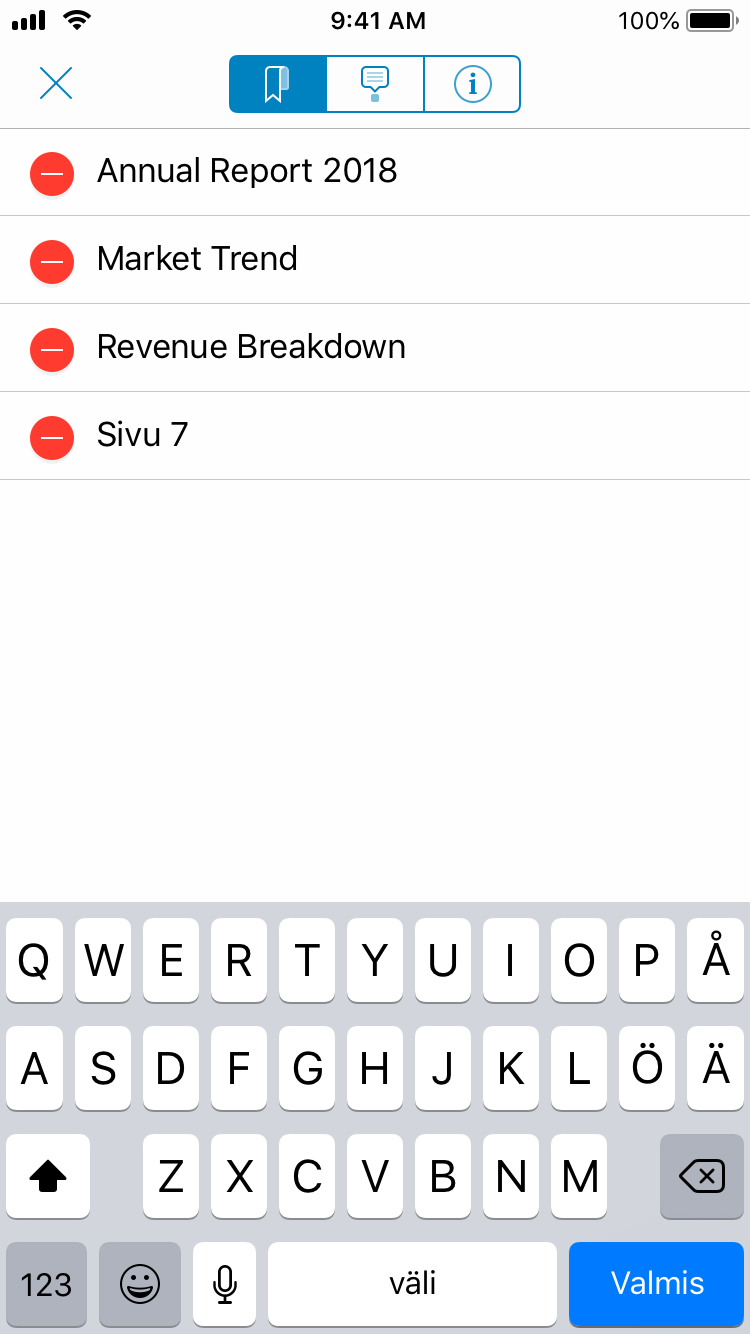 9:41 AM 100%
i
Annual Report 2018
Market Trend
Revenue Breakdown
Sivu 7
Q W E R T Y U I O P Å
A S D F G H J K L Ö Ä
Z X C V B N M
123 väli Valmis